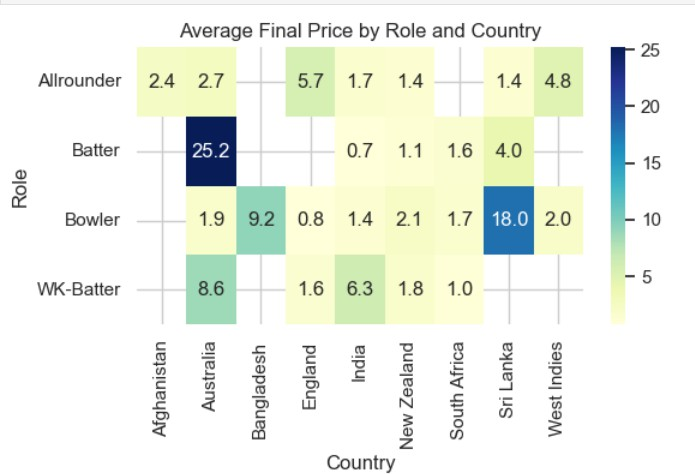 Average Final Price by Role and Country
Role
Allrounder 2.4 2.7 5.7 1.7 1.4 1.4 4.8
Batter 25.2 0.7 1.1 1.6 4.0
Bowler 1.9 9.2 0.8 1.4 2.1 1.7 18.0 2.0
WK-Batter 8.6 1.6 6.3 1.8 1.0
Afghanistan
Australia
Bangladesh
England
India
New Zealand
South Africa
Sri Lanka
West Indies
Country
25
20
15
10
5